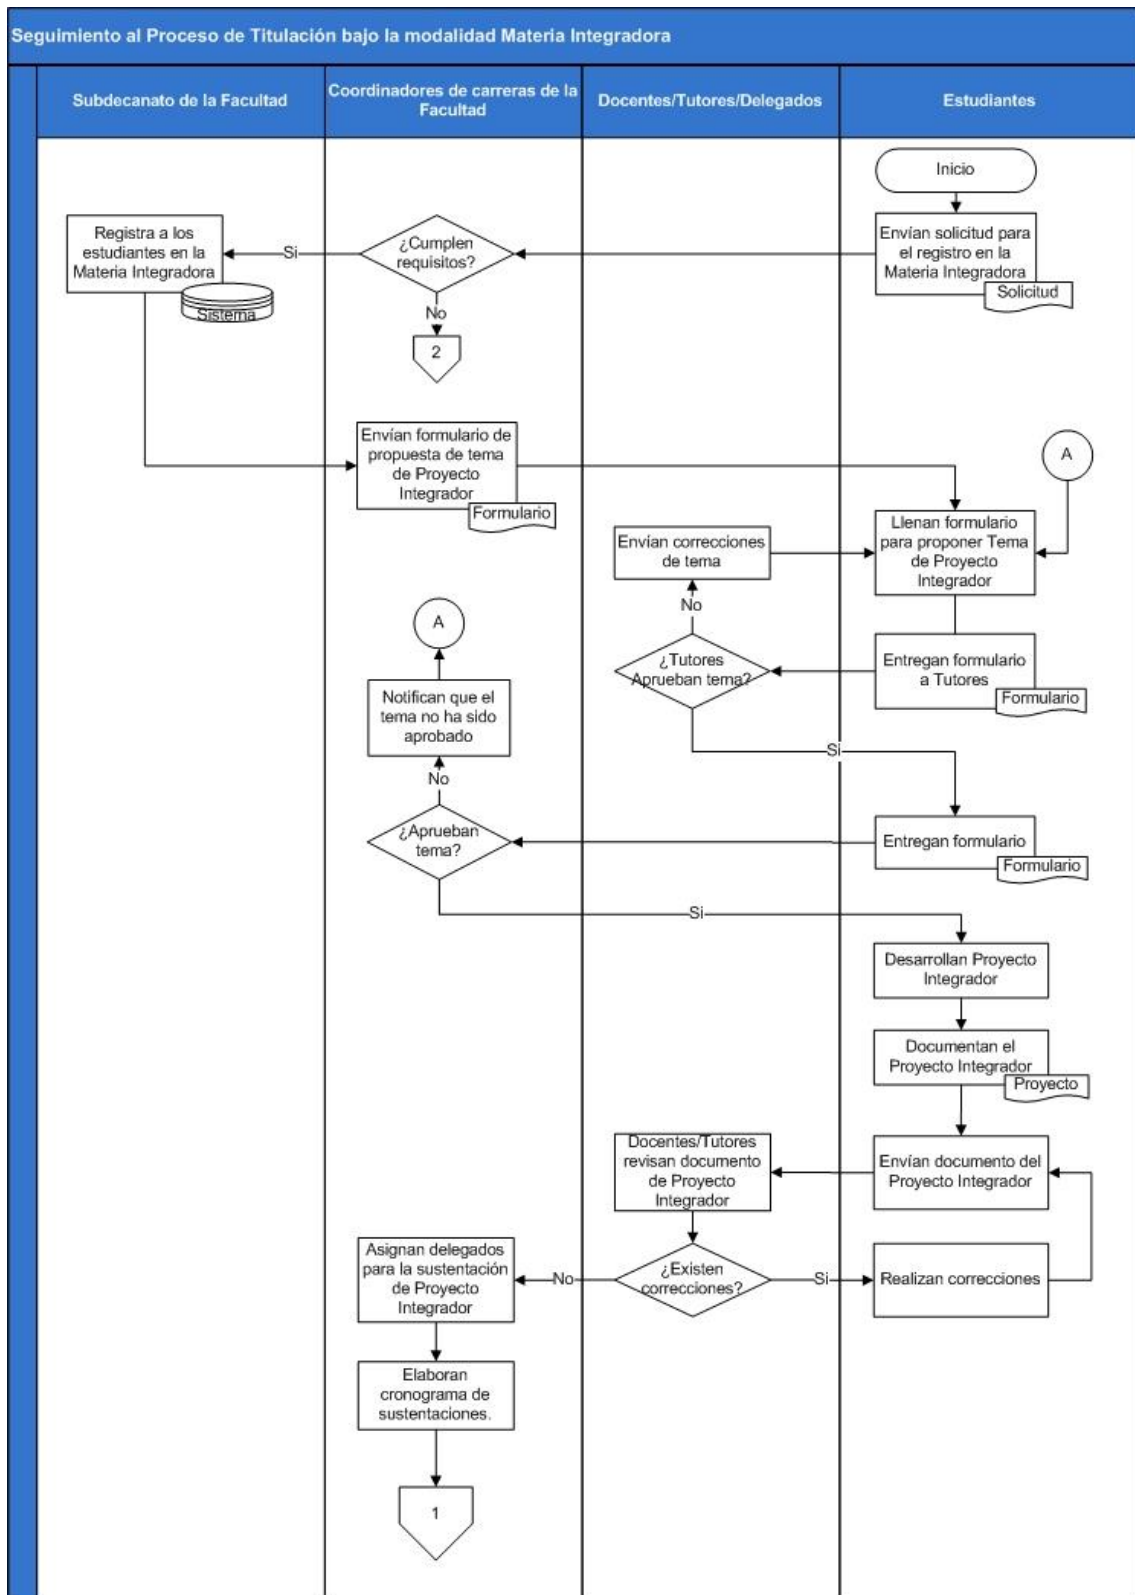 Seguimiento al Proceso de Titulación bajo la modalidad Materia Integradora
Subdecanato de la Facultad
Coordinadores de carreras de la
Facultad
Docentes/Tutores/Delegados
Estudiantes
Inicio
Envían solicitud para
el registro en la
Materia Integradora
Solicitud
¿Cumplen
requisitos?
Si
No
2
Registra a los
estudiantes en la
Materia Integradora
Sistema
Envían formulario de
propuesta de tema
de Proyecto
Integrador
Formulario
A
Llenan formulario
para proponer Tema
de Proyecto
Integrador
Envían correcciones
de tema
No
¿Tutores
Aprueban tema?
Entregan formulario
a Tutores
Formulario
Si
A
Notifican que el
tema no ha sido
aprobado
No
¿Aprueban
tema?
Entregan formulario
Formulario
Si
Desarrollan Proyecto
Integrador
Documentan el
Proyecto Integrador
Proyecto
Envían documento del
Proyecto Integrador
Docentes/Tutores
revisan documento
de Proyecto
Integrador
¿Existen
correcciones?
Si
Realizan correcciones
No
Asignan delegados
para la sustentación
de Proyecto
Integrador
Elaboran
cronograma de
sustentaciones.
1